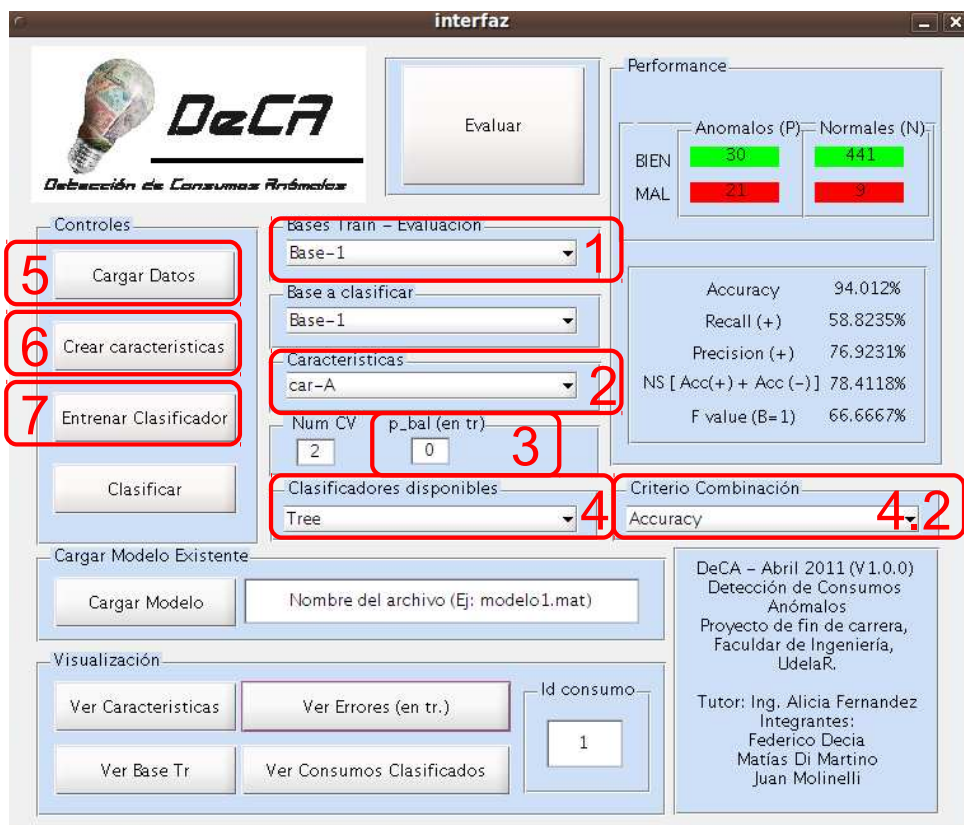 interfaz
DeCA
Detección de Consumos Anómalos
Evaluar
Performance
Anomalos (P)
Normales (N)
BIEN
30
441
MAL
21
9
Controles
5
Cargar Datos
6
Crear caracteristicas
7
Entrenar Clasificador
Clasificar
Bases Train - Evaluacion
Base-1
1
Base a clasificar
Base-1
Características
car-A
2
Num CV
2
p_bal (en tr)
0
3
Clasificadores disponibles
Tree
4
Accuracy 94.012%
Recall (+) 58.8235%
Precision (+) 76.9231%
NS [ Acc(+) + Acc (-)] 78.4118%
F value (B=1) 66.6667%
Criterio Combinación
Accuracy
4.2
Cargar Modelo Existente
Cargar Modelo
Nombre del archivo (Ej: modelo1.mat)
Visualización
Ver Caracteristicas
Ver Errores (en tr.)
Ver Base Tr
Ver Consumos Clasificados
Id consumo
1
DeCA - Abril 2011 (V1.0.0)
Detección de Consumos
Anómalos
Proyecto de fin de carrera,
Faculdar de Ingeniería,
UdelaR.
Tutor: Ing. Alicia Fernandez
Integrantes:
Federico Decia
Matías Di Martino
Juan Molinelli